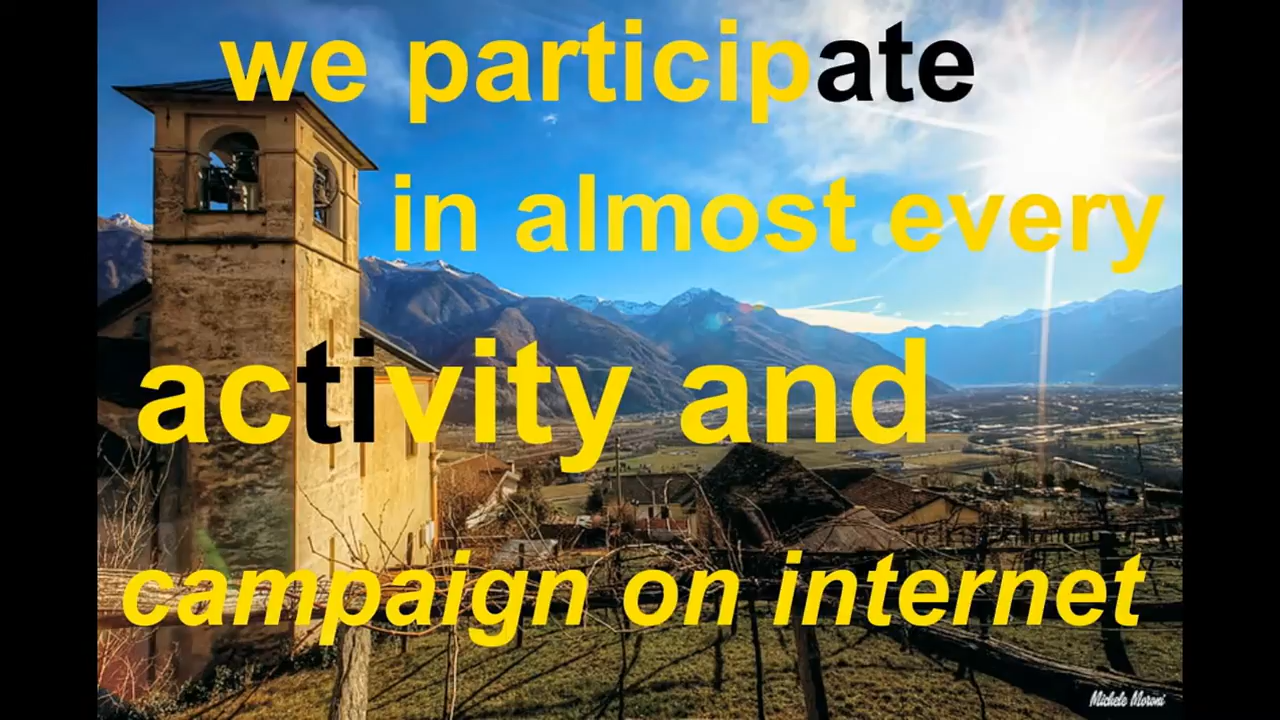 we participate
in almost every
activity and
campaign on internet
Michele Moroni